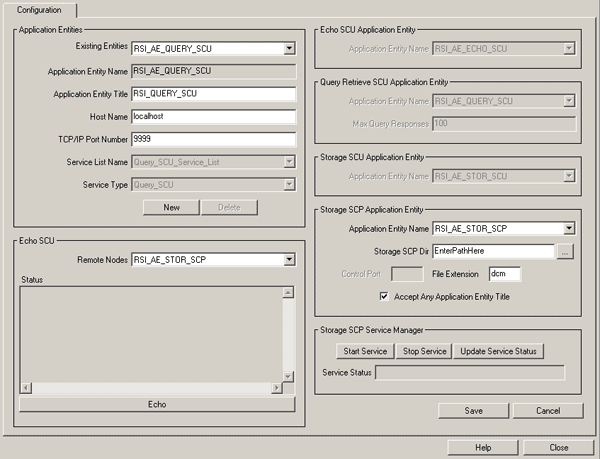 Configuration
Application Entities
Existing Entities RSI_AE_QUERY_SCU
Application Entity Name RSI_AE_QUERY_SCU
Application Entity Title RSI_QUERY_SCU
Host Name localhost
TCP/IP Port Number 9999
Service List Name Query_SCU_Service_List
Service Type Query_SCU
New Delete
Echo SCU
Remote Nodes RSI_AE_STOR_SCP
Status
Echo
Echo SCU Application Entity
Application Entity Name RSI_AE_ECHO_SCU
Query Retrieve SCU Application Entity
Application Entity Name RSI_AE_QUERY_SCU
Max Query Responses 100
Storage SCU Application Entity
Application Entity Name RSI_AE_STOR_SCU
Storage SCP Application Entity
Application Entity Name RSI_AE_STOR_SCP
Storage SCP Dir EnterPathHere ...
Control Port File Extension dcm
Accept Any Application Entity Title
Storage SCP Service Manager
Start Service Stop Service Update Service Status
Service Status
Save Cancel
Help Close